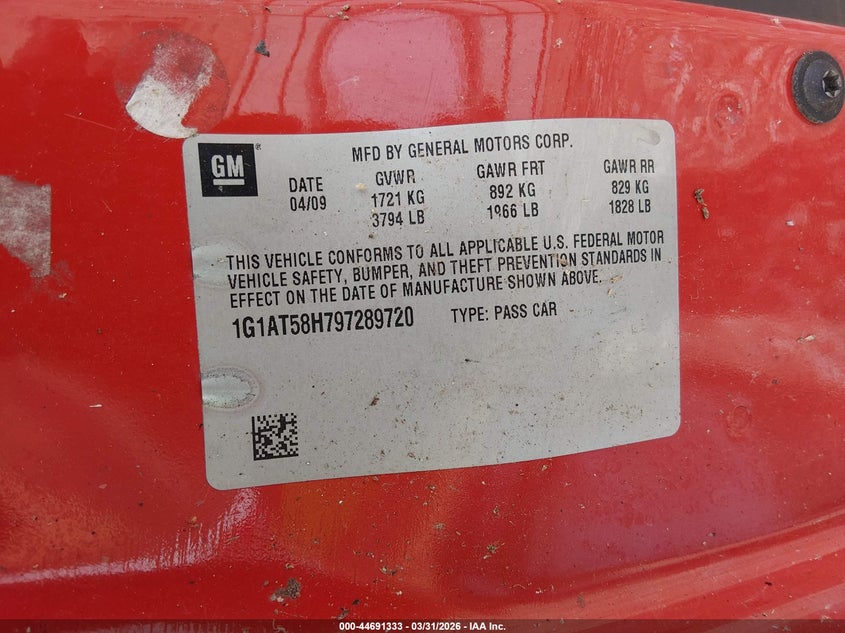 GM
MFD BY GENERAL MOTORS CORP.
DATE GVWR GAWR FRT GAWR RR
04/09 1721 KG 892 KG 829 KG
3794 LB 1966 LB 1828 LB
THIS VEHICLE CONFORMS TO ALL APPLICABLE U.S. FEDERAL MOTOR
VEHICLE SAFETY, BUMPER, AND THEFT PREVENTION STANDARDS IN
EFFECT ON THE DATE OF MANUFACTURE SHOWN ABOVE.
1G1AT58H797289720 TYPE: PASS CAR
000-44691333 / 03/31/2026 - IAA Inc.